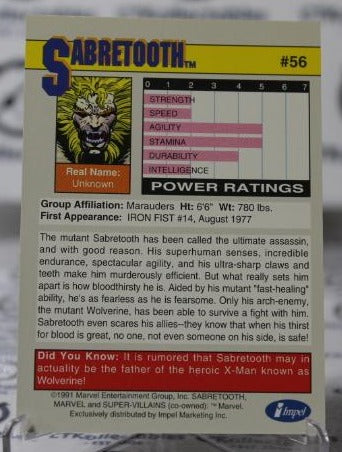 SABRETOOTH™
#56
0 1 2 3 4 5 6 7
STRENGTH
SPEED
AGILITY
STAMINA
DURABILITY
INTELLIGENCE
POWER RATINGS
Real Name:
Unknown
Group Affiliation: Marauders Ht: 6'6" Wt: 780 lbs.
First Appearance: IRON FIST #14, August 1977
The mutant Sabretooth has been called the ultimate assassin,
and with good reason. His superhuman senses, incredible
endurance, spectacular agility, and his ultra-sharp claws and
teeth make him murderously efficient. But what really sets him
apart is how bloodthirsty he is. Aided by his mutant "fast-healing"
ability, he's as fearless as he is fearsome. Only his arch-enemy,
the mutant Wolverine, has been able to survive a fight with him.
Sabretooth even scares his allies--they know that when his thirst
for blood is great, no one, not even someone on his side, is safe!
Did You Know: It is rumored that Sabretooth may in
actuality be the father of the heroic X-Man known as
Wolverine!
©1991 Marvel Entertainment Group, Inc. SABRETOOTH,
MARVEL and SUPER-VILLAINS (co-owned): ™ Marvel.
Exclusively distributed by Impel Marketing Inc.
Impel